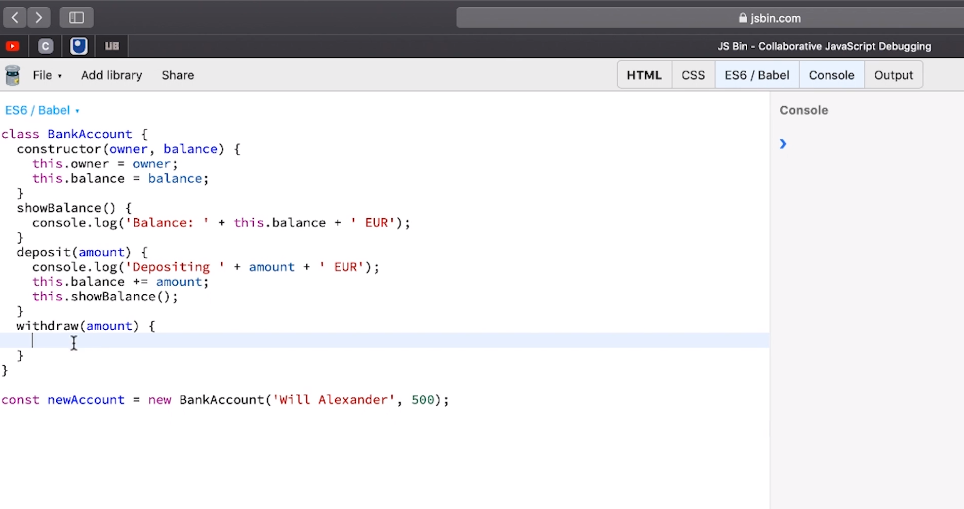 jsbin.com
C
LIB
JS Bin - Collaborative JavaScript Debugging
File Add library Share HTML CSS ES6 / Babel Console Output
ES6 / Babel
Console
class BankAccount {
constructor(owner, balance) {
this.owner = owner;
this.balance = balance;
}
showBalance() {
console.log('Balance: ' + this.balance + ' EUR');
}
deposit(amount) {
console.log('Depositing ' + amount + ' EUR');
this.balance += amount;
this.showBalance();
}
withdraw(amount) {
}
}
const newAccount = new BankAccount('Will Alexander', 500);